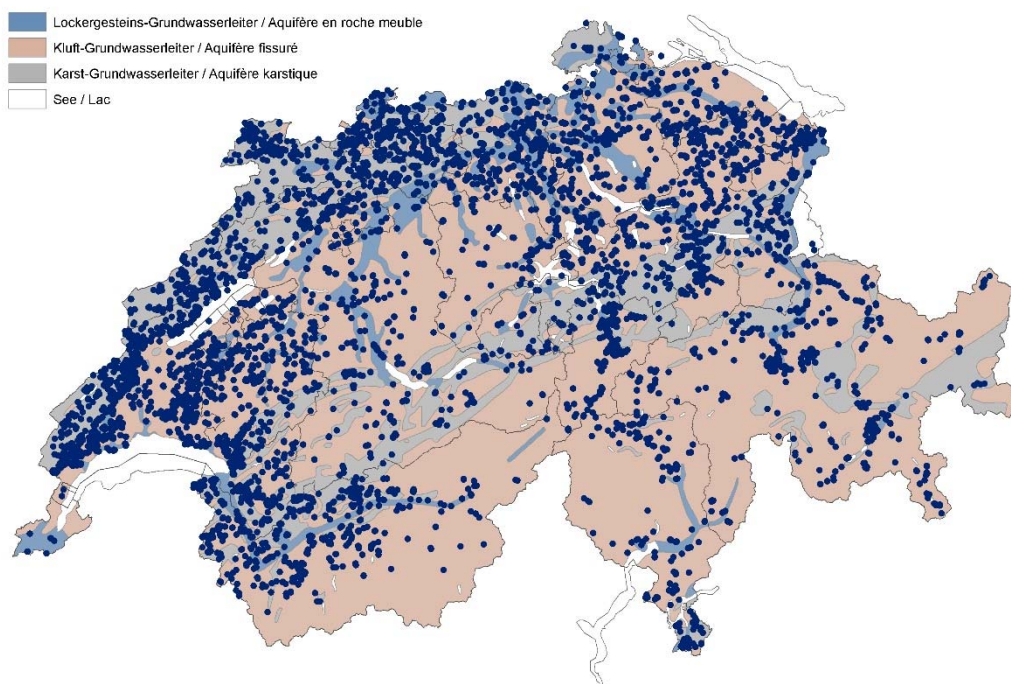 Lockergesteins-Grundwasserleiter / Aquifère en roche meuble
Kluft-Grundwasserleiter / Aquifère fissuré
Karst-Grundwasserleiter / Aquifère karstique
See / Lac